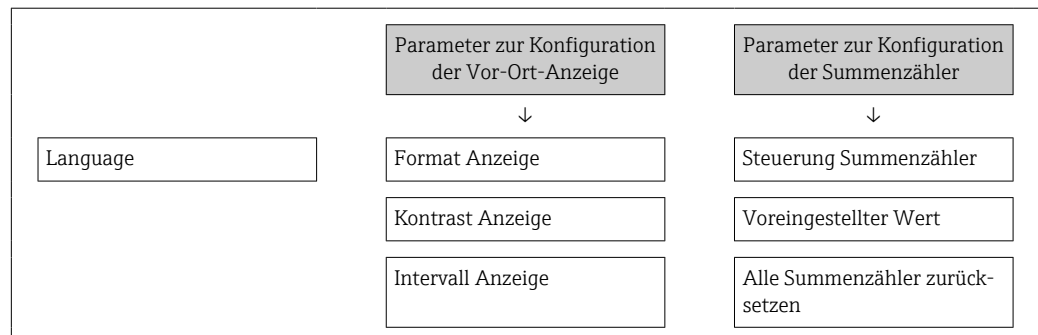 Parameter zur Konfiguration
der Vor-Ort-Anzeige
Parameter zur Konfiguration
der Summenzähler
↓
↓
Language
Format Anzeige
Steuerung Summenzähler
Kontrast Anzeige
Voreingestellter Wert
Intervall Anzeige
Alle Summenzähler zurück-
setzen